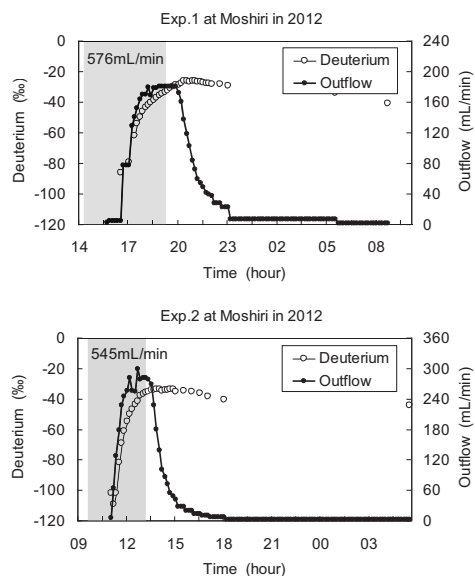 Exp.1 at Moshiri in 2012
576mL/min
Deuterium
Outflow
Deuterium (‰)
0
-20
-40
-60
-80
-100
-120
240
200
160
120
80
40
0
Outflow (mL/min)
14 17 20 23 02 05 08
Time (hour)
Exp.2 at Moshiri in 2012
545mL/min
Deuterium
Outflow
Deuterium (‰)
0
-20
-40
-60
-80
-100
-120
360
300
240
180
120
60
0
Outflow (mL/min)
09 12 15 18 21 00 03
Time (hour)